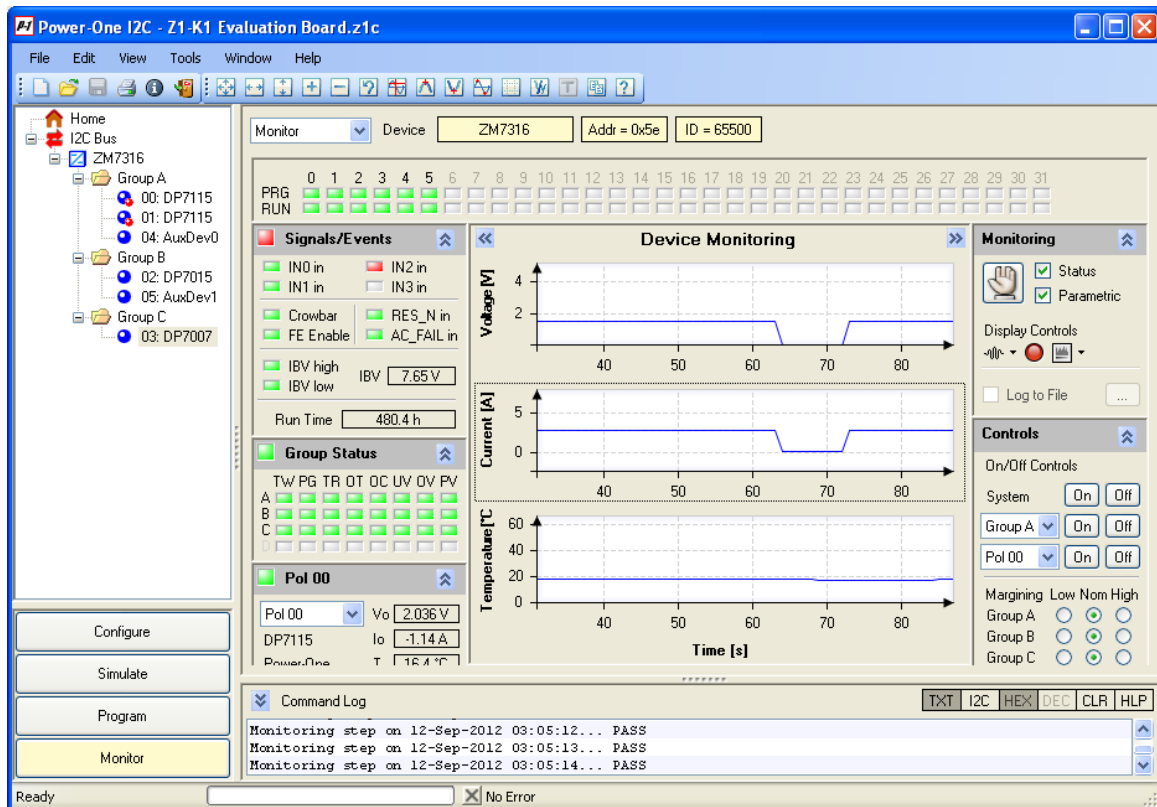 Power-One I2C - Z1-K1 Evaluation Board.z1c
File Edit View Tools Window Help
Home
I2C Bus
ZM7316
Group A
00: DP7115
01: DP7115
04: AuxDev0
Group B
02: DP7015
05: AuxDev1
Group C
03: DP7007
Configure
Simulate
Program
Monitor
Monitor Device ZM7316 Addr = 0x5e ID = 65500
0 1 2 3 4 5 6 7 8 9 10 11 12 13 14 15 16 17 18 19 20 21 22 23 24 25 26 27 28 29 30 31
PRG
RUN
Signals/Events
IN0 in IN2 in
IN1 in IN3 in
Crowbar RES_N in
FE Enable AC_FAIL in
IBV high
IBV low IBV 7.65 V
Run Time 480.4 h
Group Status
TW PG TR OT OC UV OV PV
A
B
C
D
Pol 00
Pol 00 Vo 2.036 V
DP7115 Io -1.14 A
Power-One T 16.4 °C
Device Monitoring
Voltage [V]
4
2
40 50 60 70 80
Current [A]
5
0
40 50 60 70 80
Temperature[°C
60
40
20
0
40 50 60 70 80
Time [s]
Monitoring
Status
Parametric
Display Controls
Log to File ...
Controls
On/Off Controls
System On Off
Group A On Off
Pol 00 On Off
Margining Low Nom High
Group A
Group B
Group C
Command Log TXT I2C HEX DEC CLR HLP
Monitoring step on 12-Sep-2012 03:05:12... PASS
Monitoring step on 12-Sep-2012 03:05:13... PASS
Monitoring step on 12-Sep-2012 03:05:14... PASS
Ready No Error